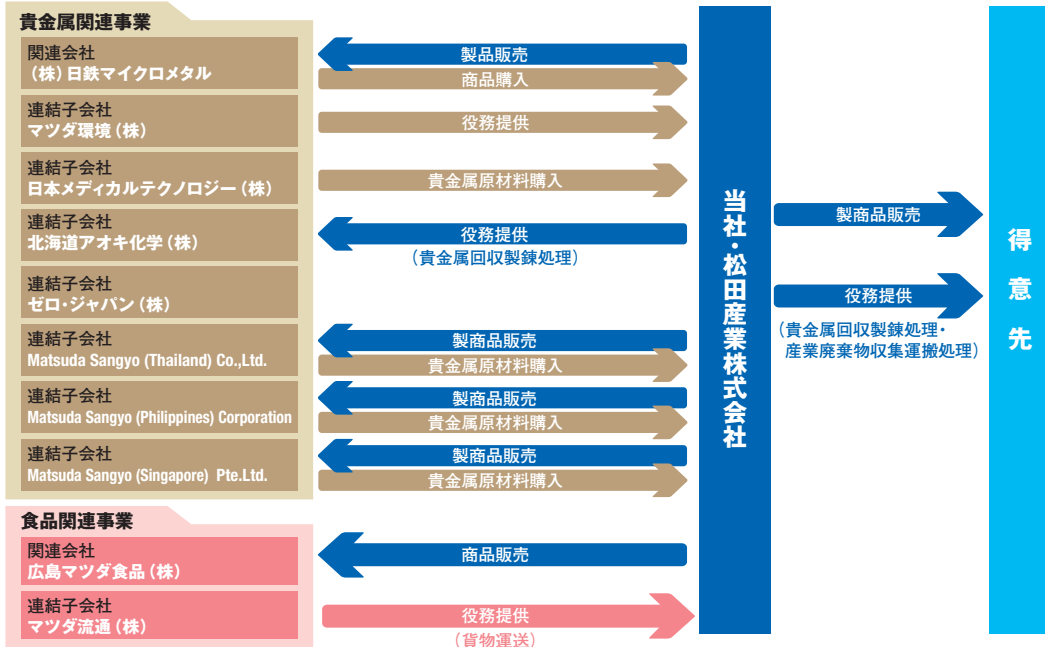 貴金属関連事業
関連会社
(株)日鉄マイクロメタル
製品販売
商品購入
連結子会社
マツダ環境(株)
役務提供
連結子会社
日本メディカルテクノロジー(株)
貴金属原材料購入
連結子会社
北海道アオキ化学(株)
役務提供
(貴金属回収製錬処理)
連結子会社
ゼロ・ジャパン(株)
連結子会社
Matsuda Sangyo (Thailand) Co.,Ltd.
製商品販売
貴金属原材料購入
連結子会社
Matsuda Sangyo (Philippines) Corporation
製商品販売
貴金属原材料購入
連結子会社
Matsuda Sangyo (Singapore) Pte.Ltd.
製商品販売
貴金属原材料購入
食品関連事業
関連会社
広島マツダ食品(株)
商品販売
連結子会社
マツダ流通(株)
役務提供
(貨物運送)
当社・松田産業株式会社
製商品販売
役務提供
(貴金属回収製錬処理・
産業廃棄物収集運搬処理)
得意先